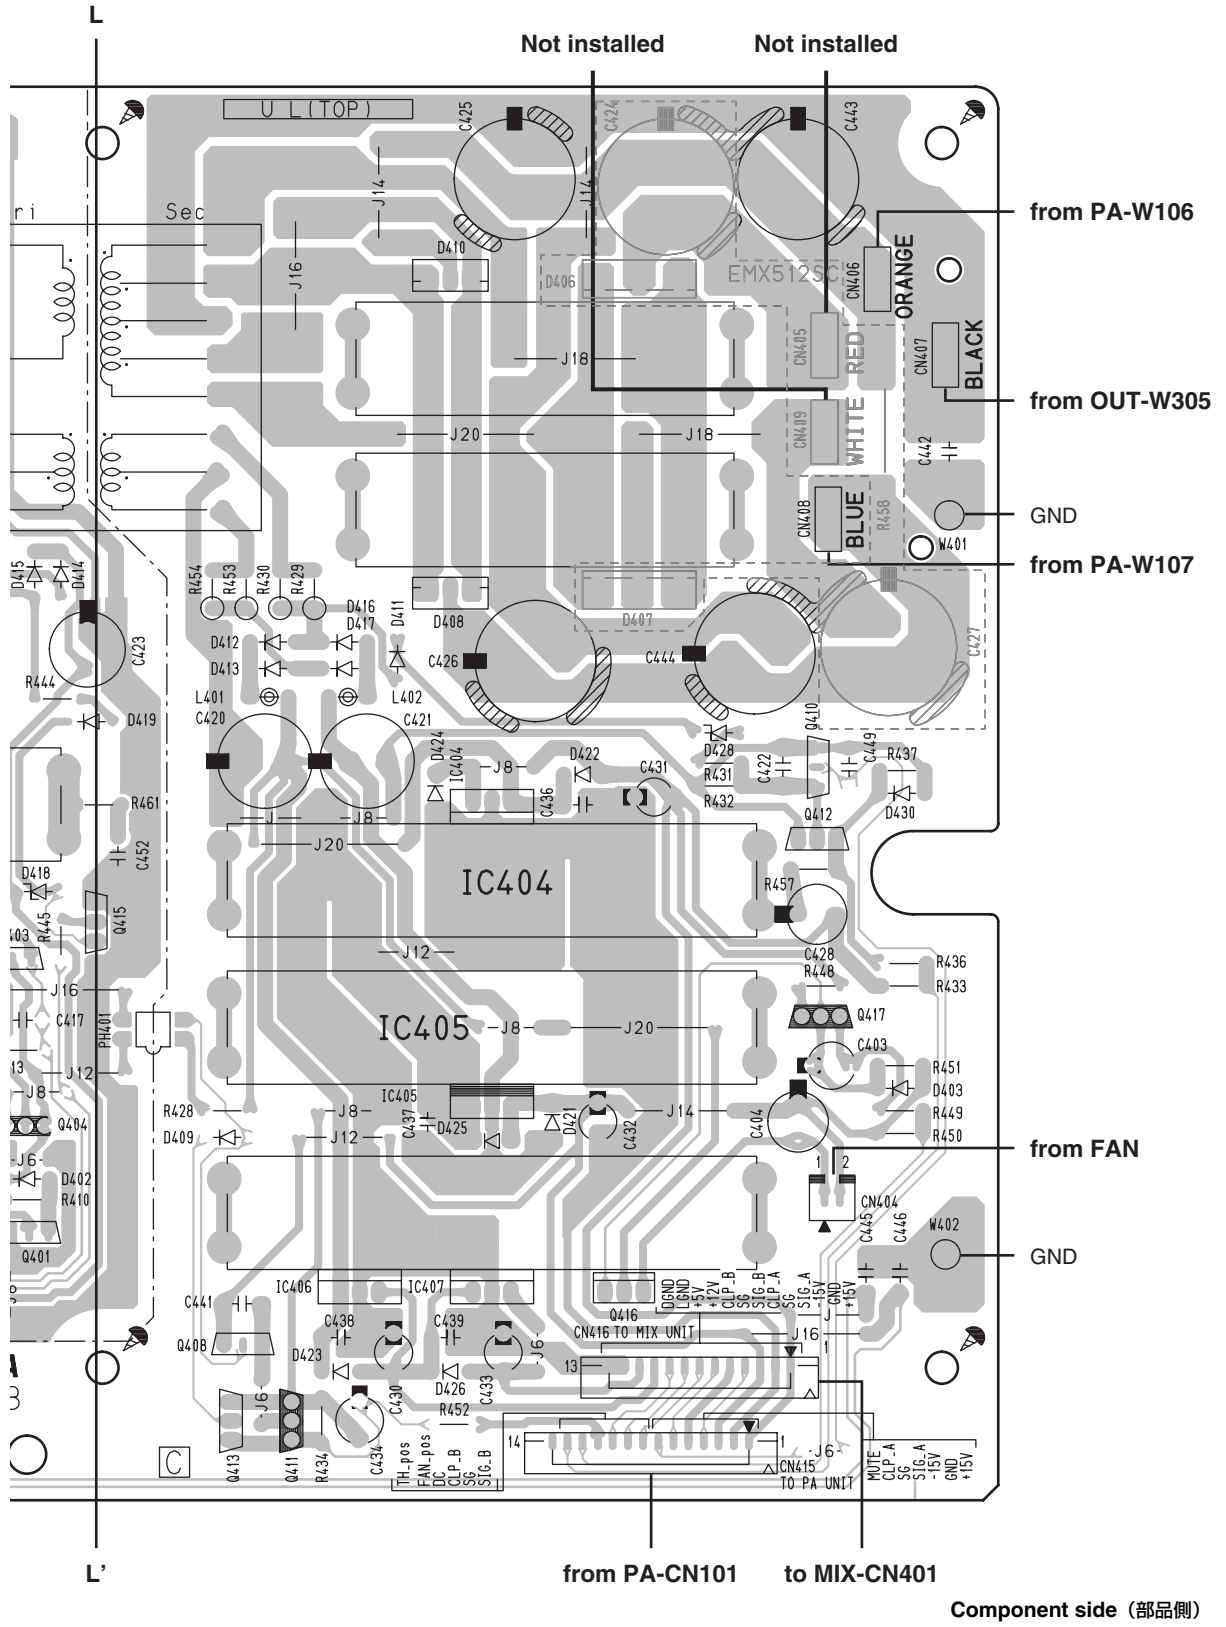 L
Not installed
Not installed
U L(TOP)
C425
C424
C443
J14
J14
ri
Sec
from PA-W106
D410
J16
D406
EMX512SC
CN406
ORANGE
CN405
RED
CN407
BLACK
J18
from OUT-W305
CN409
WHITE
J20
J18
C442
CN408
BLUE
R458
GND
W401
from PA-W107
D415
D414
R454
R453
R430
R429
D416
D417
D411
D408
D407
C427
C423
D412
D413
C426
C444
R444
L401
L402
D419
C420
C421
D424
IC404
J8
D422
C431
D428
R431
R432
C422
Q410
C449
R437
D430
C436
R461
J
J8
Q412
J20
C452
IC404
D418
R457
R445
Q415
403
J12
C428
R448
R436
R433
J16
C417
PH401
IC405
J8
J20
Q417
C403
13
J12
R451
D403
J8
IC405
R428
J8
C437
D425
D421
C432
J14
C404
R449
R450
Q404
D409
J12
from FAN
J6
D402
R410
1 2
CN404
C445
C446
W402
Q401
GND
IC406
IC407
Q416
DGND
LGND
+5V
+12V
CLP_B
SG
SIG_B
CLP_A
SG
SIG_A
-15V
GND
+15V
C441
C438
C439
J
Q408
CN416 TO MIX UNIT
J16
D423
J6
13
1
D426
C430
C433
J6
R452
Q413
Q411
R434
C434
TH_pos
FAN_pos
DC
CLP_B
SG
SIG_B
14
1
J6
CN415
TO PA UNIT
MUTE
CLP_A
SG
SIG_A
-15V
GND
+15V
C
L’
from PA-CN101
to MIX-CN401
Component side（部品側）